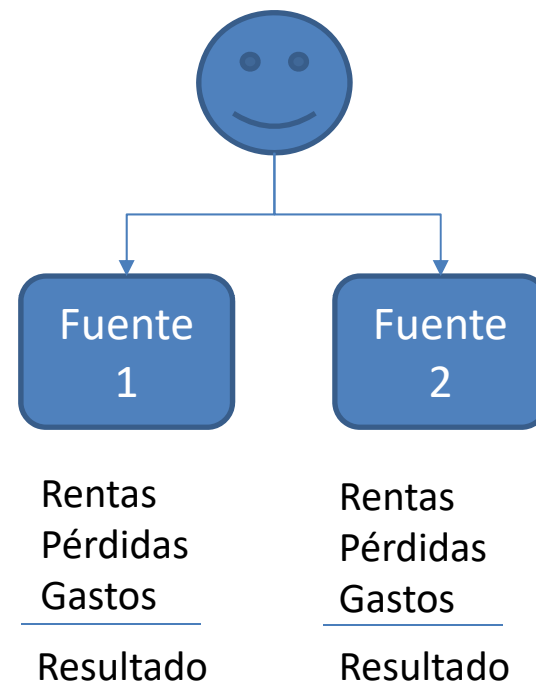 Fuente
1
Rentas
Pérdidas
Gastos
Resultado
Fuente
2
Rentas
Pérdidas
Gastos
Resultado